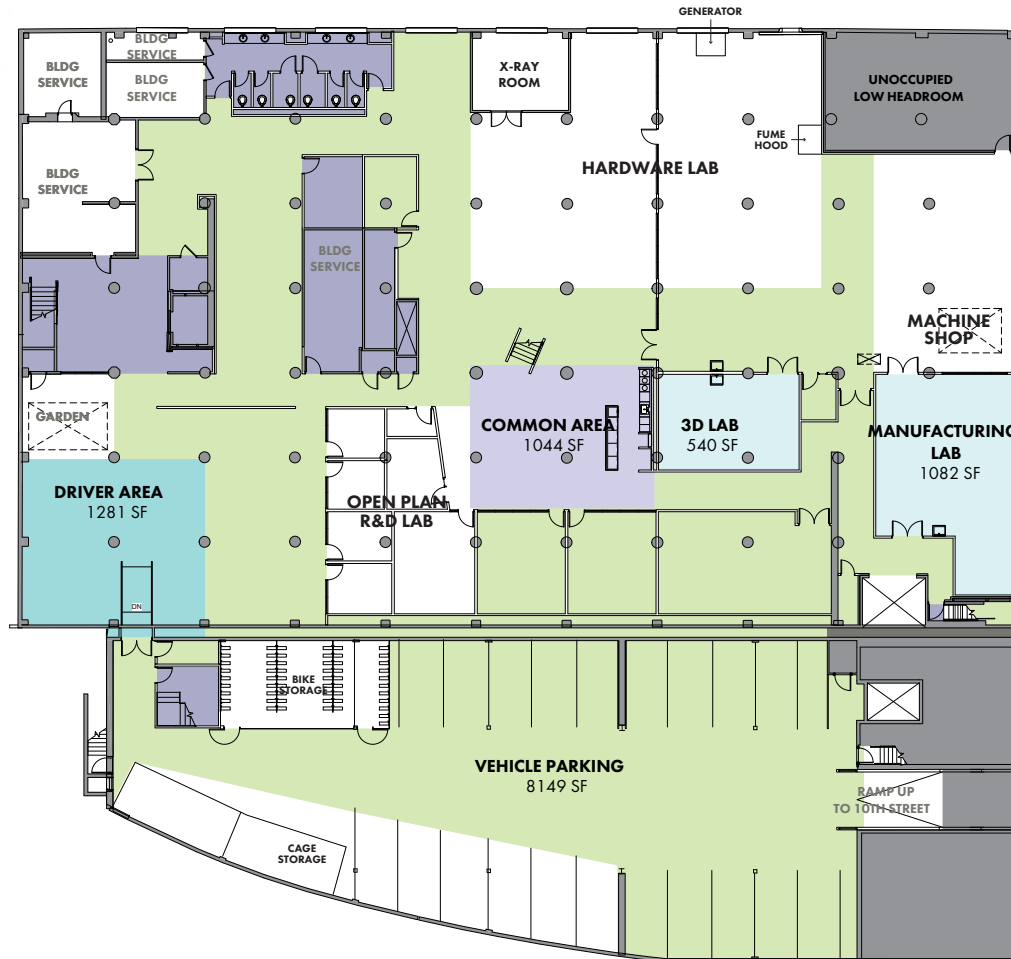 GENERATOR
BLDG
SERVICE
BLDG
SERVICE
BLDG
SERVICE
X-RAY
ROOM
UNOCCUPIED
LOW HEADROOM
FUME
HOOD
HARDWARE LAB
BLDG
SERVICE
BLDG
SERVICE
MACHINE
SHOP
GARDEN
COMMON AREA
1044 SF
3D LAB
540 SF
MANUFACTURING
LAB
1082 SF
DRIVER AREA
1281 SF
OPEN PLAN
R&D LAB
DN
BIKE
STORAGE
VEHICLE PARKING
8149 SF
RAMP UP
TO 10TH STREET
CAGE
STORAGE